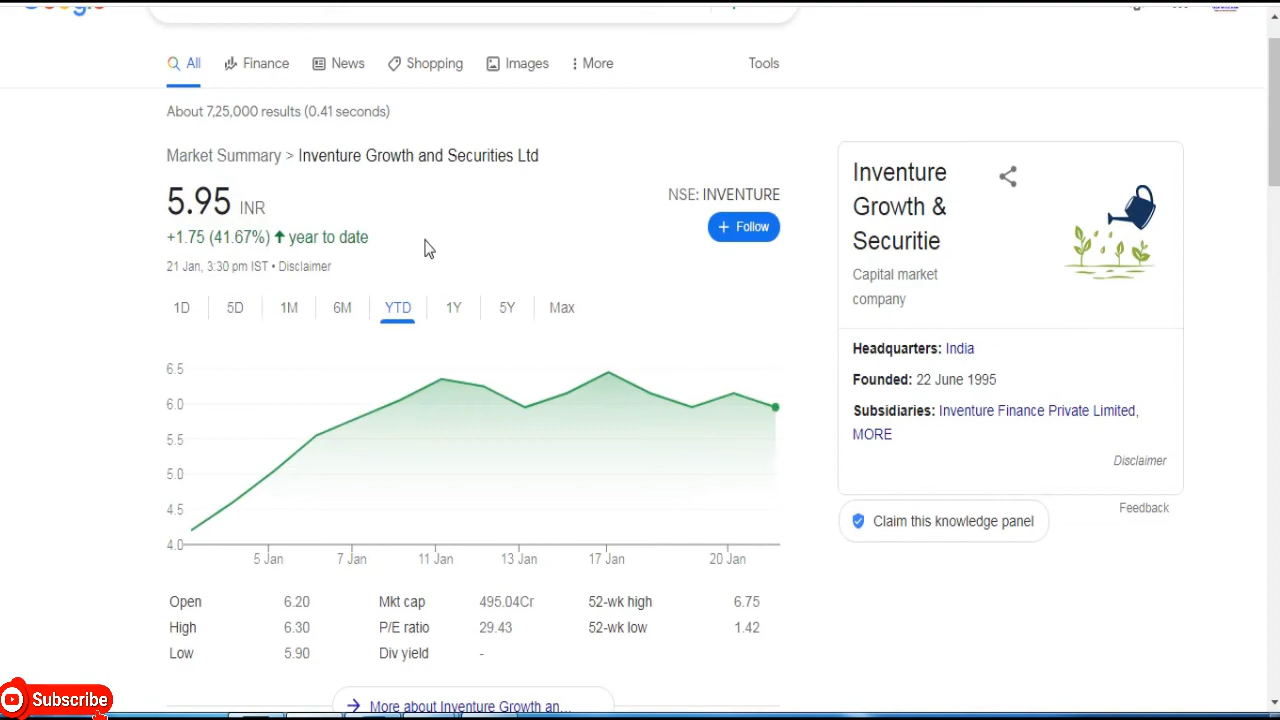 All Finance News Shopping Images More Tools
About 7,25,000 results (0.41 seconds)
Market Summary > Inventure Growth and Securities Ltd
5.95 INR
+1.75 (41.67%) ↑ year to date
21 Jan, 3:30 pm IST • Disclaimer
NSE: INVENTURE
+ Follow
1D 5D 1M 6M YTD 1Y 5Y Max
6.5
6.0
5.5
5.0
4.5
4.0
5 Jan 7 Jan 11 Jan 13 Jan 17 Jan 20 Jan
Open 6.20 Mkt cap 495.04Cr 52-wk high 6.75
High 6.30 P/E ratio 29.43 52-wk low 1.42
Low 5.90 Div yield -
More about Inventure Growth an...
Inventure
Growth &
Securitie
Capital market
company
Headquarters: India
Founded: 22 June 1995
Subsidiaries: Inventure Finance Private Limited,
MORE
Disclaimer
Feedback
Claim this knowledge panel
Subscribe